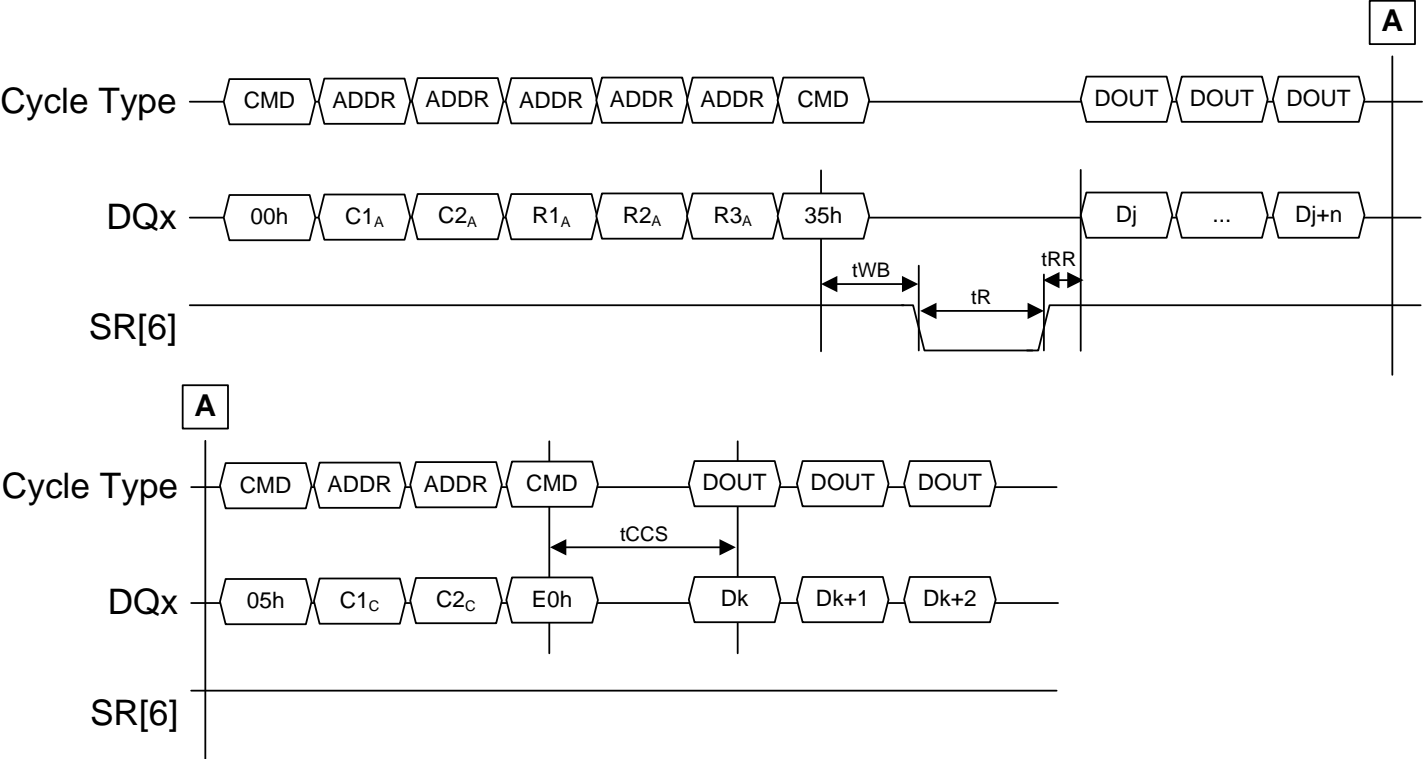 A
Cycle Type CMD ADDR ADDR ADDR ADDR ADDR CMD DOUT DOUT DOUT
DQx 00h C1A C2A R1A R2A R3A 35h Dj ... Dj+n
tWB tR tRR
SR[6]
A
Cycle Type CMD ADDR ADDR CMD DOUT DOUT DOUT
tCCS
DQx 05h C1C C2C E0h Dk Dk+1 Dk+2
SR[6]